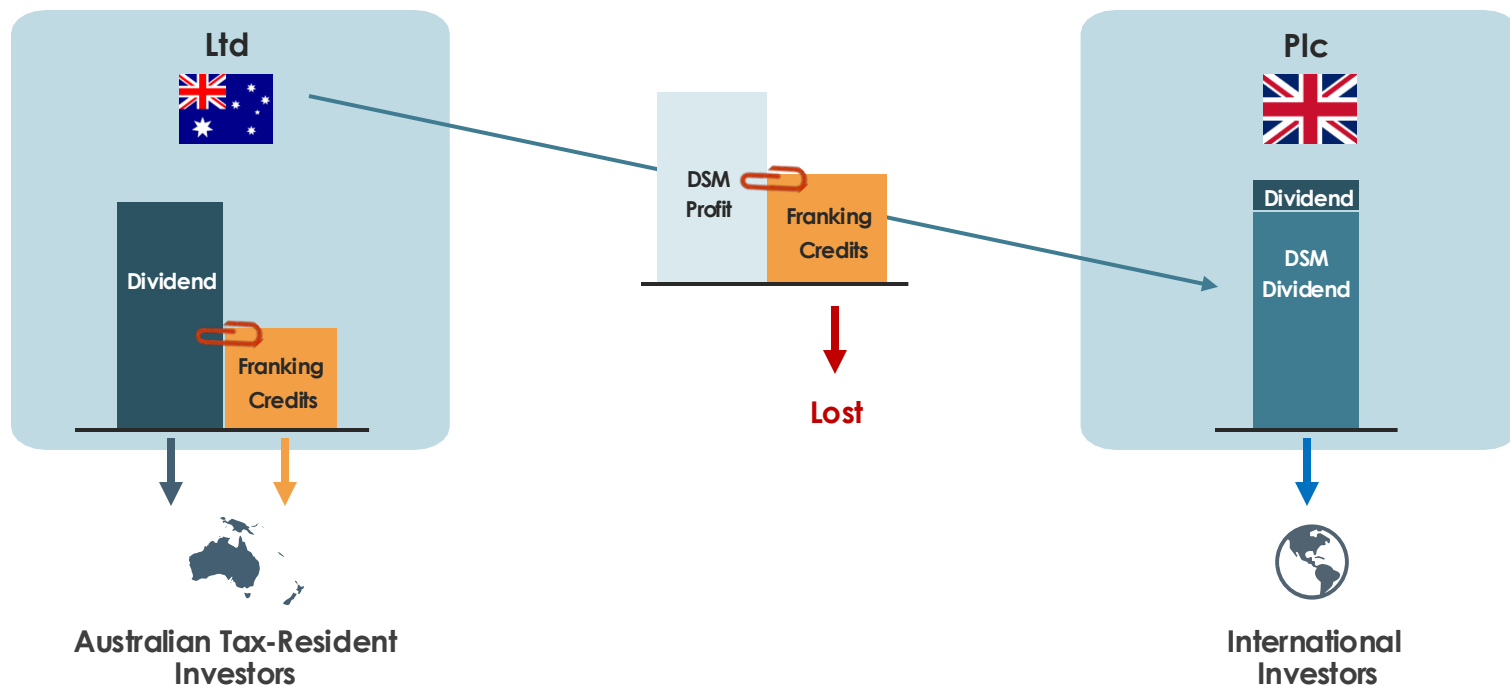 Ltd
Dividend
Franking
Credits
Australian Tax-Resident
Investors
DSM
Profit
Franking
Credits
Lost
Plc
Dividend
DSM
Dividend
International
Investors